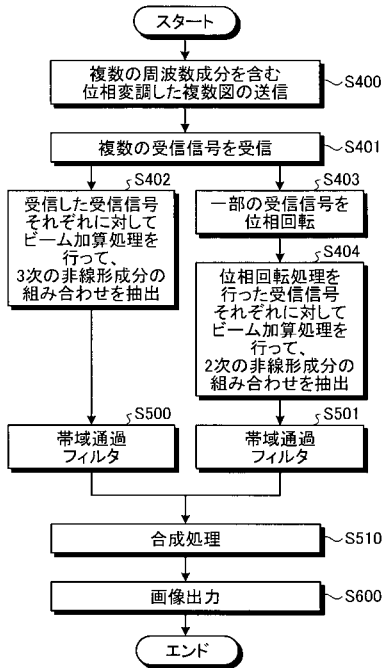 スタート
複数の周波数成分を含む
位相変調した複数図の送信
S400
複数の受信信号を受信
S401
S402
受信した受信信号
それぞれに対して
ビーム加算処理を
行って、
3次の非線形成分の
組み合わせを抽出
S403
一部の受信信号を
位相回転
S404
位相回転処理を
行った受信信号
それぞれに対して
ビーム加算処理を
行って、
2次の非線形成分の
組み合わせを抽出
S500
帯域通過
フィルタ
S501
帯域通過
フィルタ
合成処理
S510
画像出力
S600
エンド